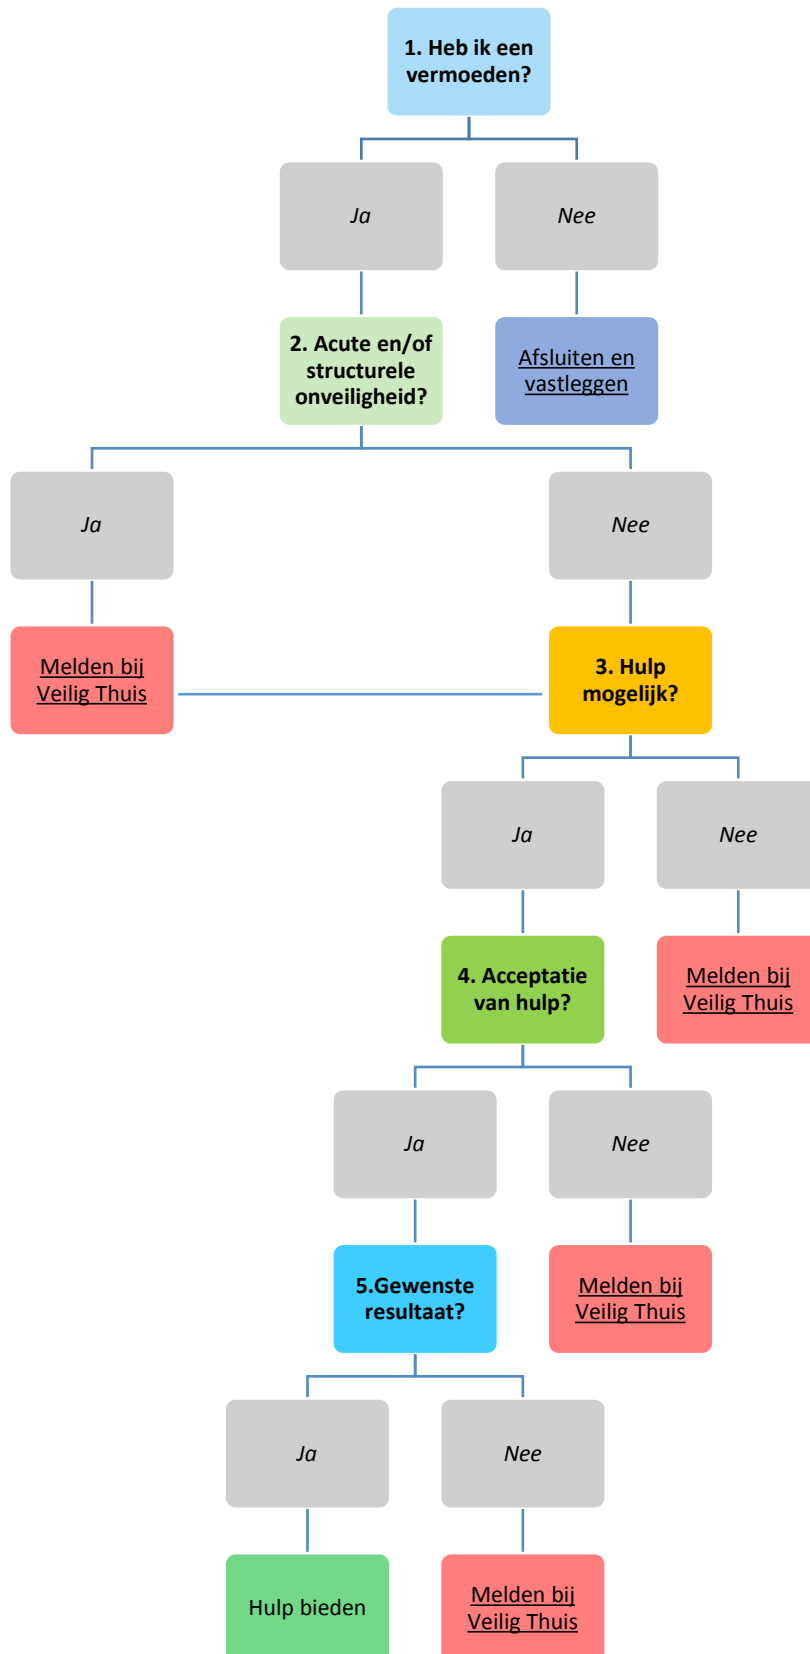 1. Heb ik een
vermoeden?
Ja
Nee
2. Acute en/of
structurele
onveiligheid?
Afsluiten en
vastleggen
Ja
Nee
Melden bij
Veilig Thuis
3. Hulp
mogelijk?
Ja
Nee
4. Acceptatie
van hulp?
Melden bij
Veilig Thuis
Ja
Nee
5.Gewenste
resultaat?
Melden bij
Veilig Thuis
Ja
Nee
Hulp bieden
Melden bij
Veilig Thuis